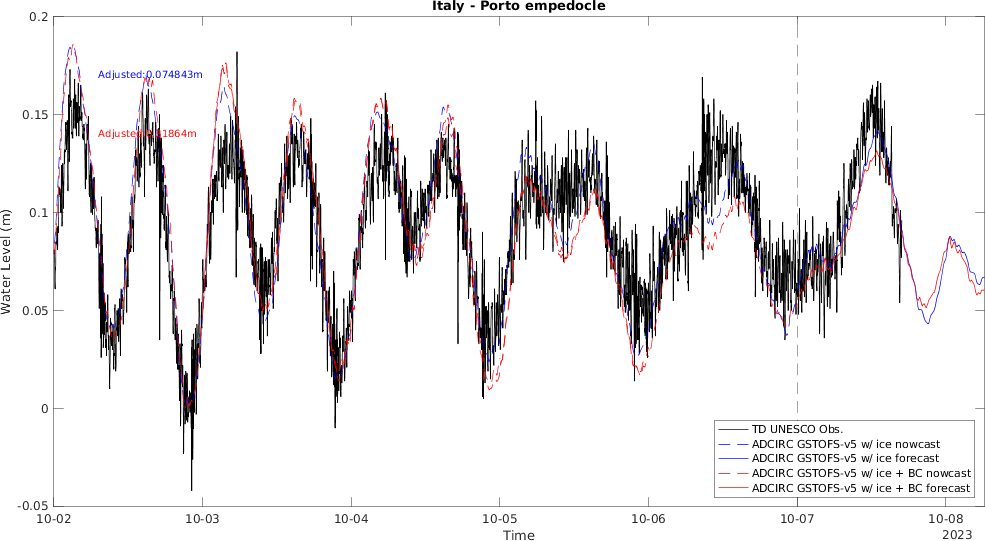 Italy - Porto empedocle
0.2
Adjusted:0.074843m
0.15
Adjusted:
0.1
Water Level (m)
0.05
0
TD UNESCO Obs.
ADCIRC GSTOFS-v5 w/ ice nowcast
ADCIRC GSTOFS-v5 w/ ice forecast
ADCIRC GSTOFS-v5 w/ ice + BC nowcast
ADCIRC GSTOFS-v5 w/ ice + BC forecast
-0.05
10-02 10-03 10-04 10-05 10-06 10-07 10-08
Time 2023